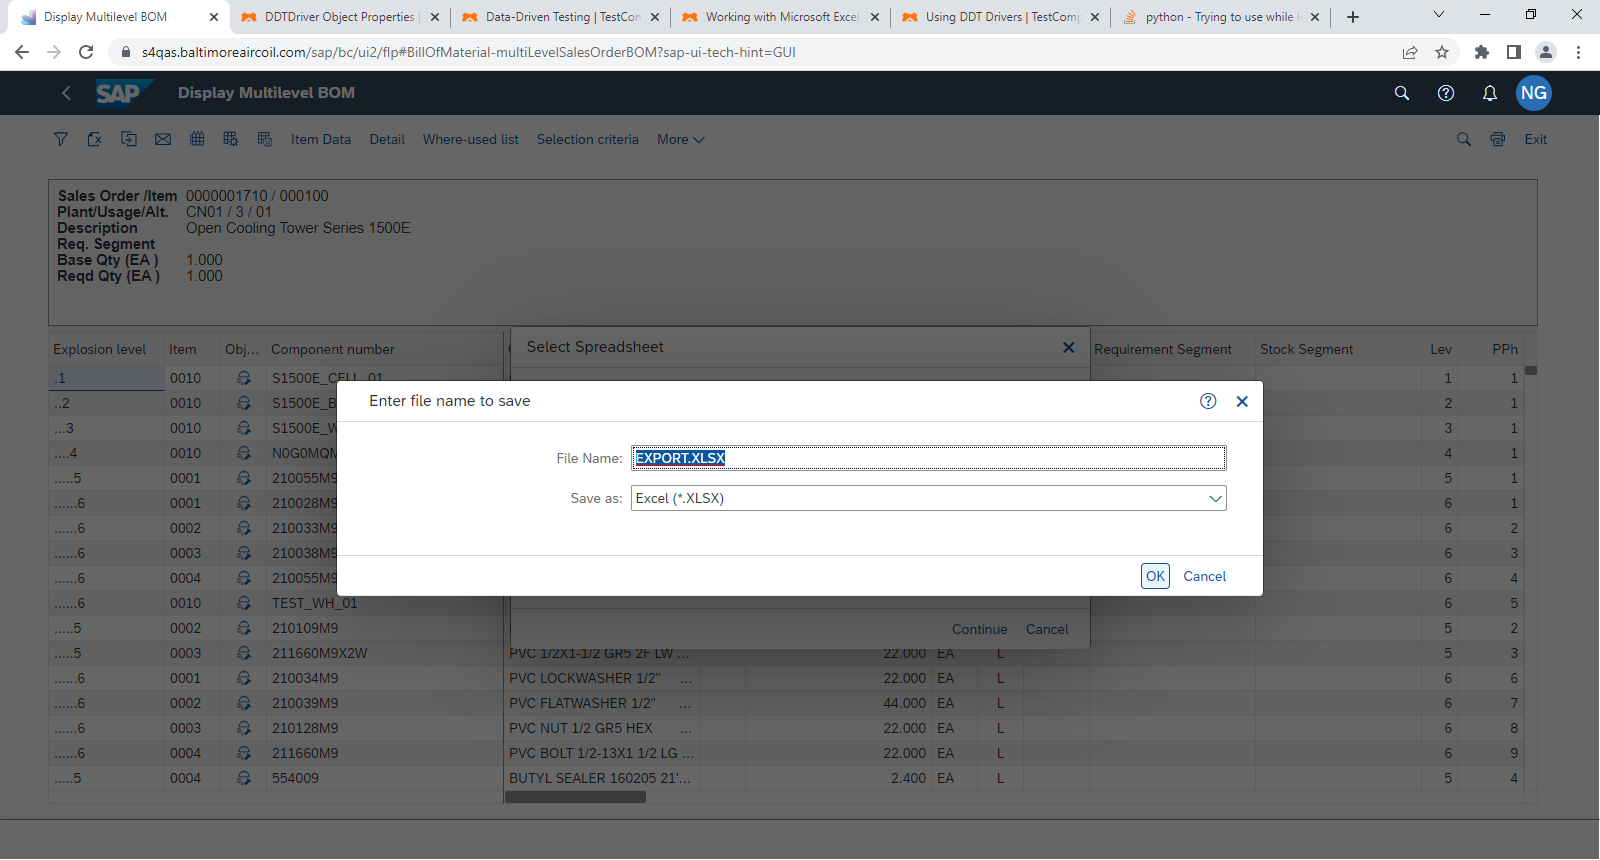 Display Multilevel BOM
DDTDriver Object Properties
Data-Driven Testing | TestCon
Working with Microsoft Excel
Using DDT Drivers | TestComp
python - Trying to use while l
s4qas.baltimoreaircoil.com/sap/bc/ui2/flp#BillOfMaterial-multiLevelSalesOrderBOM?sap-ui-tech-hint=GUI
SAP Display Multilevel BOM NG
Item Data Detail Where-used list Selection criteria More Exit
Sales Order /Item 0000001710 / 000100
Plant/Usage/Alt. CN01 / 3 / 01
Description Open Cooling Tower Series 1500E
Req. Segment
Base Qty (EA ) 1.000
Reqd Qty (EA ) 1.000
Select Spreadsheet
Explosion level Item Obj... Component number Requirement Segment Stock Segment Lev PPh
.1 0010 S1500E_CELL_01 1 1
Enter file name to save
..2 0010 S1500E_B 2 1
...3 0010 S1500E_W 3 1
....4 0010 N0G0MQM 4 1
.....5 0001 210055M9 5 1
......6 0001 210028M9 6 1
......6 0002 210033M9 6 2
......6 0003 210038M9 6 3
......6 0004 210055M9 6 4
File Name: EXPORT.XLSX
Save as: Excel (*.XLSX)
OK Cancel
......6 0010 TEST_WH_01 6 5
.....5 0002 210109M9 5 2
Continue Cancel
.....5 0003 211660M9X2W PVC 1/2X1-1/2 GR5 2F LW ... 22.000 EA L 5 3
......6 0001 210034M9 PVC LOCKWASHER 1/2" ... 22.000 EA L 6 6
......6 0002 210039M9 PVC FLATWASHER 1/2" ... 44.000 EA L 6 7
......6 0003 210128M9 PVC NUT 1/2 GR5 HEX ... 22.000 EA L 6 8
......6 0004 211660M9 PVC BOLT 1/2-13X1 1/2 LG ... 22.000 EA L 6 9
.....5 0004 554009 BUTYL SEALER 160205 21'... 2.400 EA L 5 4